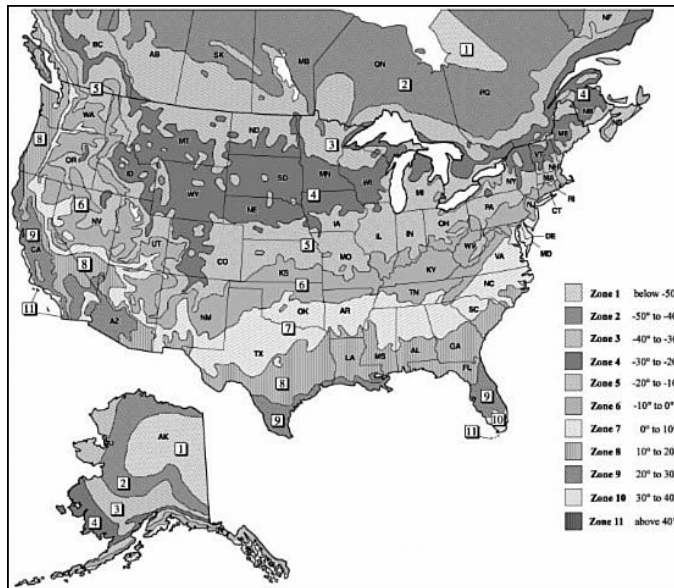 NF
BC
AB
SK
MB
ON
PQ
1
2
5
WA
8
OR
MT
ND
3
4
NB
ME
ID
WY
SD
MN
WI
MI
VT
NH
NY
MA
RI
CT
6
NV
NE
4
IA
IL
IN
OH
PA
NJ
DE
MD
9
CA
UT
CO
5
KS
MO
WV
VA
KY
8
6
TN
NC
11
AZ
NM
OK
AR
SC
7
TX
LA
MS
AL
GA
8
FL
9
9
10
11
AK
1
2
3
4
Zone 1 below -50
Zone 2 -50° to -40
Zone 3 -40° to -30
Zone 4 -30° to -20
Zone 5 -20° to -10
Zone 6 -10° to 0°
Zone 7 0° to 10°
Zone 8 10° to 20
Zone 9 20° to 30
Zone 10 30° to 40
Zone 11 above 40°